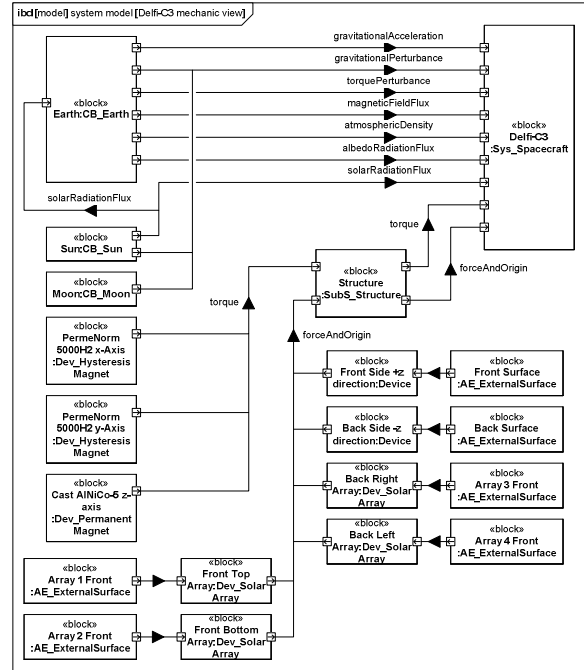 ibd[model] system model [Delfi-C3 mechanic view]
gravitationalAcceleration
gravitationalPerturbance
torquePerturbance
magneticFieldFlux
atmosphericDensity
albedoRadiationFlux
solarRadiationFlux
«block»
Earth:CB_Earth
«block»
Delfi-C3
:Sys_Spacecraft
solarRadiationFlux
«block»
Sun:CB_Sun
«block»
Moon:CB_Moon
torque
«block»
Structure
:SubS_Structure
forceAndOrigin
torque
forceAndOrigin
«block»
PermeNorm
5000H2 x-Axis
:Dev_Hysteresis
Magnet
«block»
PermeNorm
5000H2 y-Axis
:Dev_Hysteresis
Magnet
«block»
Cast AlNiCo-5 z-
axis
:Dev_Permanent
Magnet
«block»
Front Side +z
direction:Device
«block»
Front Surface
:AE_ExternalSurface
«block»
Back Side -z
direction:Device
«block»
Back Surface
:AE_ExternalSurface
«block»
Back Right
Array:Dev_Solar
Array
«block»
Array 3 Front
:AE_ExternalSurface
«block»
Back Left
Array:Dev_Solar
Array
«block»
Array 4 Front
:AE_ExternalSurface
«block»
Array 1 Front
:AE_ExternalSurface
«block»
Front Top
Array:Dev_Solar
Array
«block»
Array 2 Front
:AE_ExternalSurface
«block»
Front Bottom
Array:Dev_Solar
Array